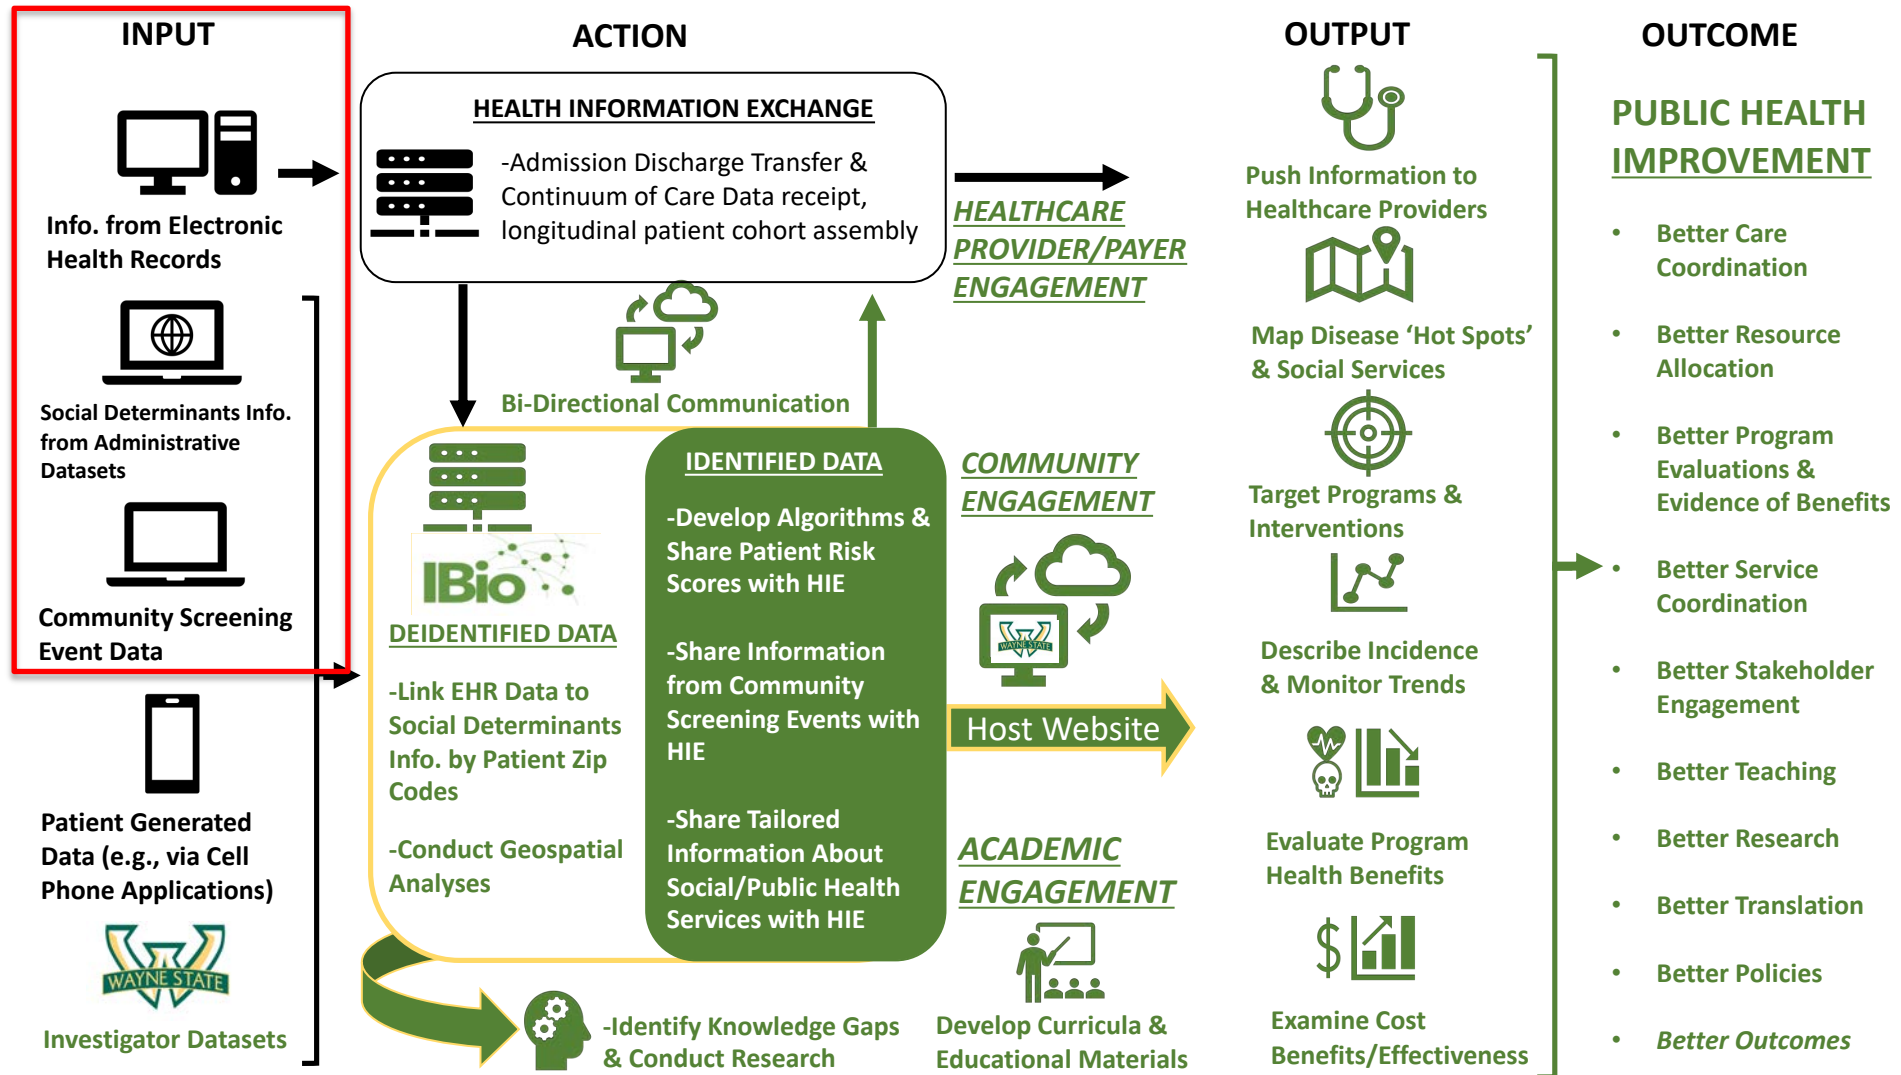 INPUT
Info. from Electronic
Health Records
Social Determinants Info.
from Administrative
Datasets
Community Screening
Event Data
Patient Generated
Data (e.g., via Cell
Phone Applications)
WAYNE STATE
Investigator Datasets
ACTION
HEALTH INFORMATION EXCHANGE
-Admission Discharge Transfer &
Continuum of Care Data receipt,
longitudinal patient cohort assembly
Bi-Directional Communication
IBio
DEIDENTIFIED DATA
-Link EHR Data to
Social Determinants
Info. by Patient Zip
Codes
-Conduct Geospatial
Analyses
IDENTIFIED DATA
-Develop Algorithms &
Share Patient Risk
Scores with HIE
-Share Information
from Community
Screening Events with
HIE
-Share Tailored
Information About
Social/Public Health
Services with HIE
-Identify Knowledge Gaps
& Conduct Research
HEALTHCARE
PROVIDER/PAYER
ENGAGEMENT
COMMUNITY
ENGAGEMENT
WAYNE STATE
Host Website
ACADEMIC
ENGAGEMENT
Develop Curricula &
Educational Materials
OUTPUT
Push Information to
Healthcare Providers
Map Disease ‘Hot Spots’
& Social Services
Target Programs &
Interventions
Describe Incidence
& Monitor Trends
Evaluate Program
Health Benefits
$
Examine Cost
Benefits/Effectiveness
OUTCOME
PUBLIC HEALTH
IMPROVEMENT
• Better Care
Coordination
• Better Resource
Allocation
• Better Program
Evaluations &
Evidence of Benefits
• Better Service
Coordination
• Better Stakeholder
Engagement
• Better Teaching
• Better Research
• Better Translation
• Better Policies
• Better Outcomes